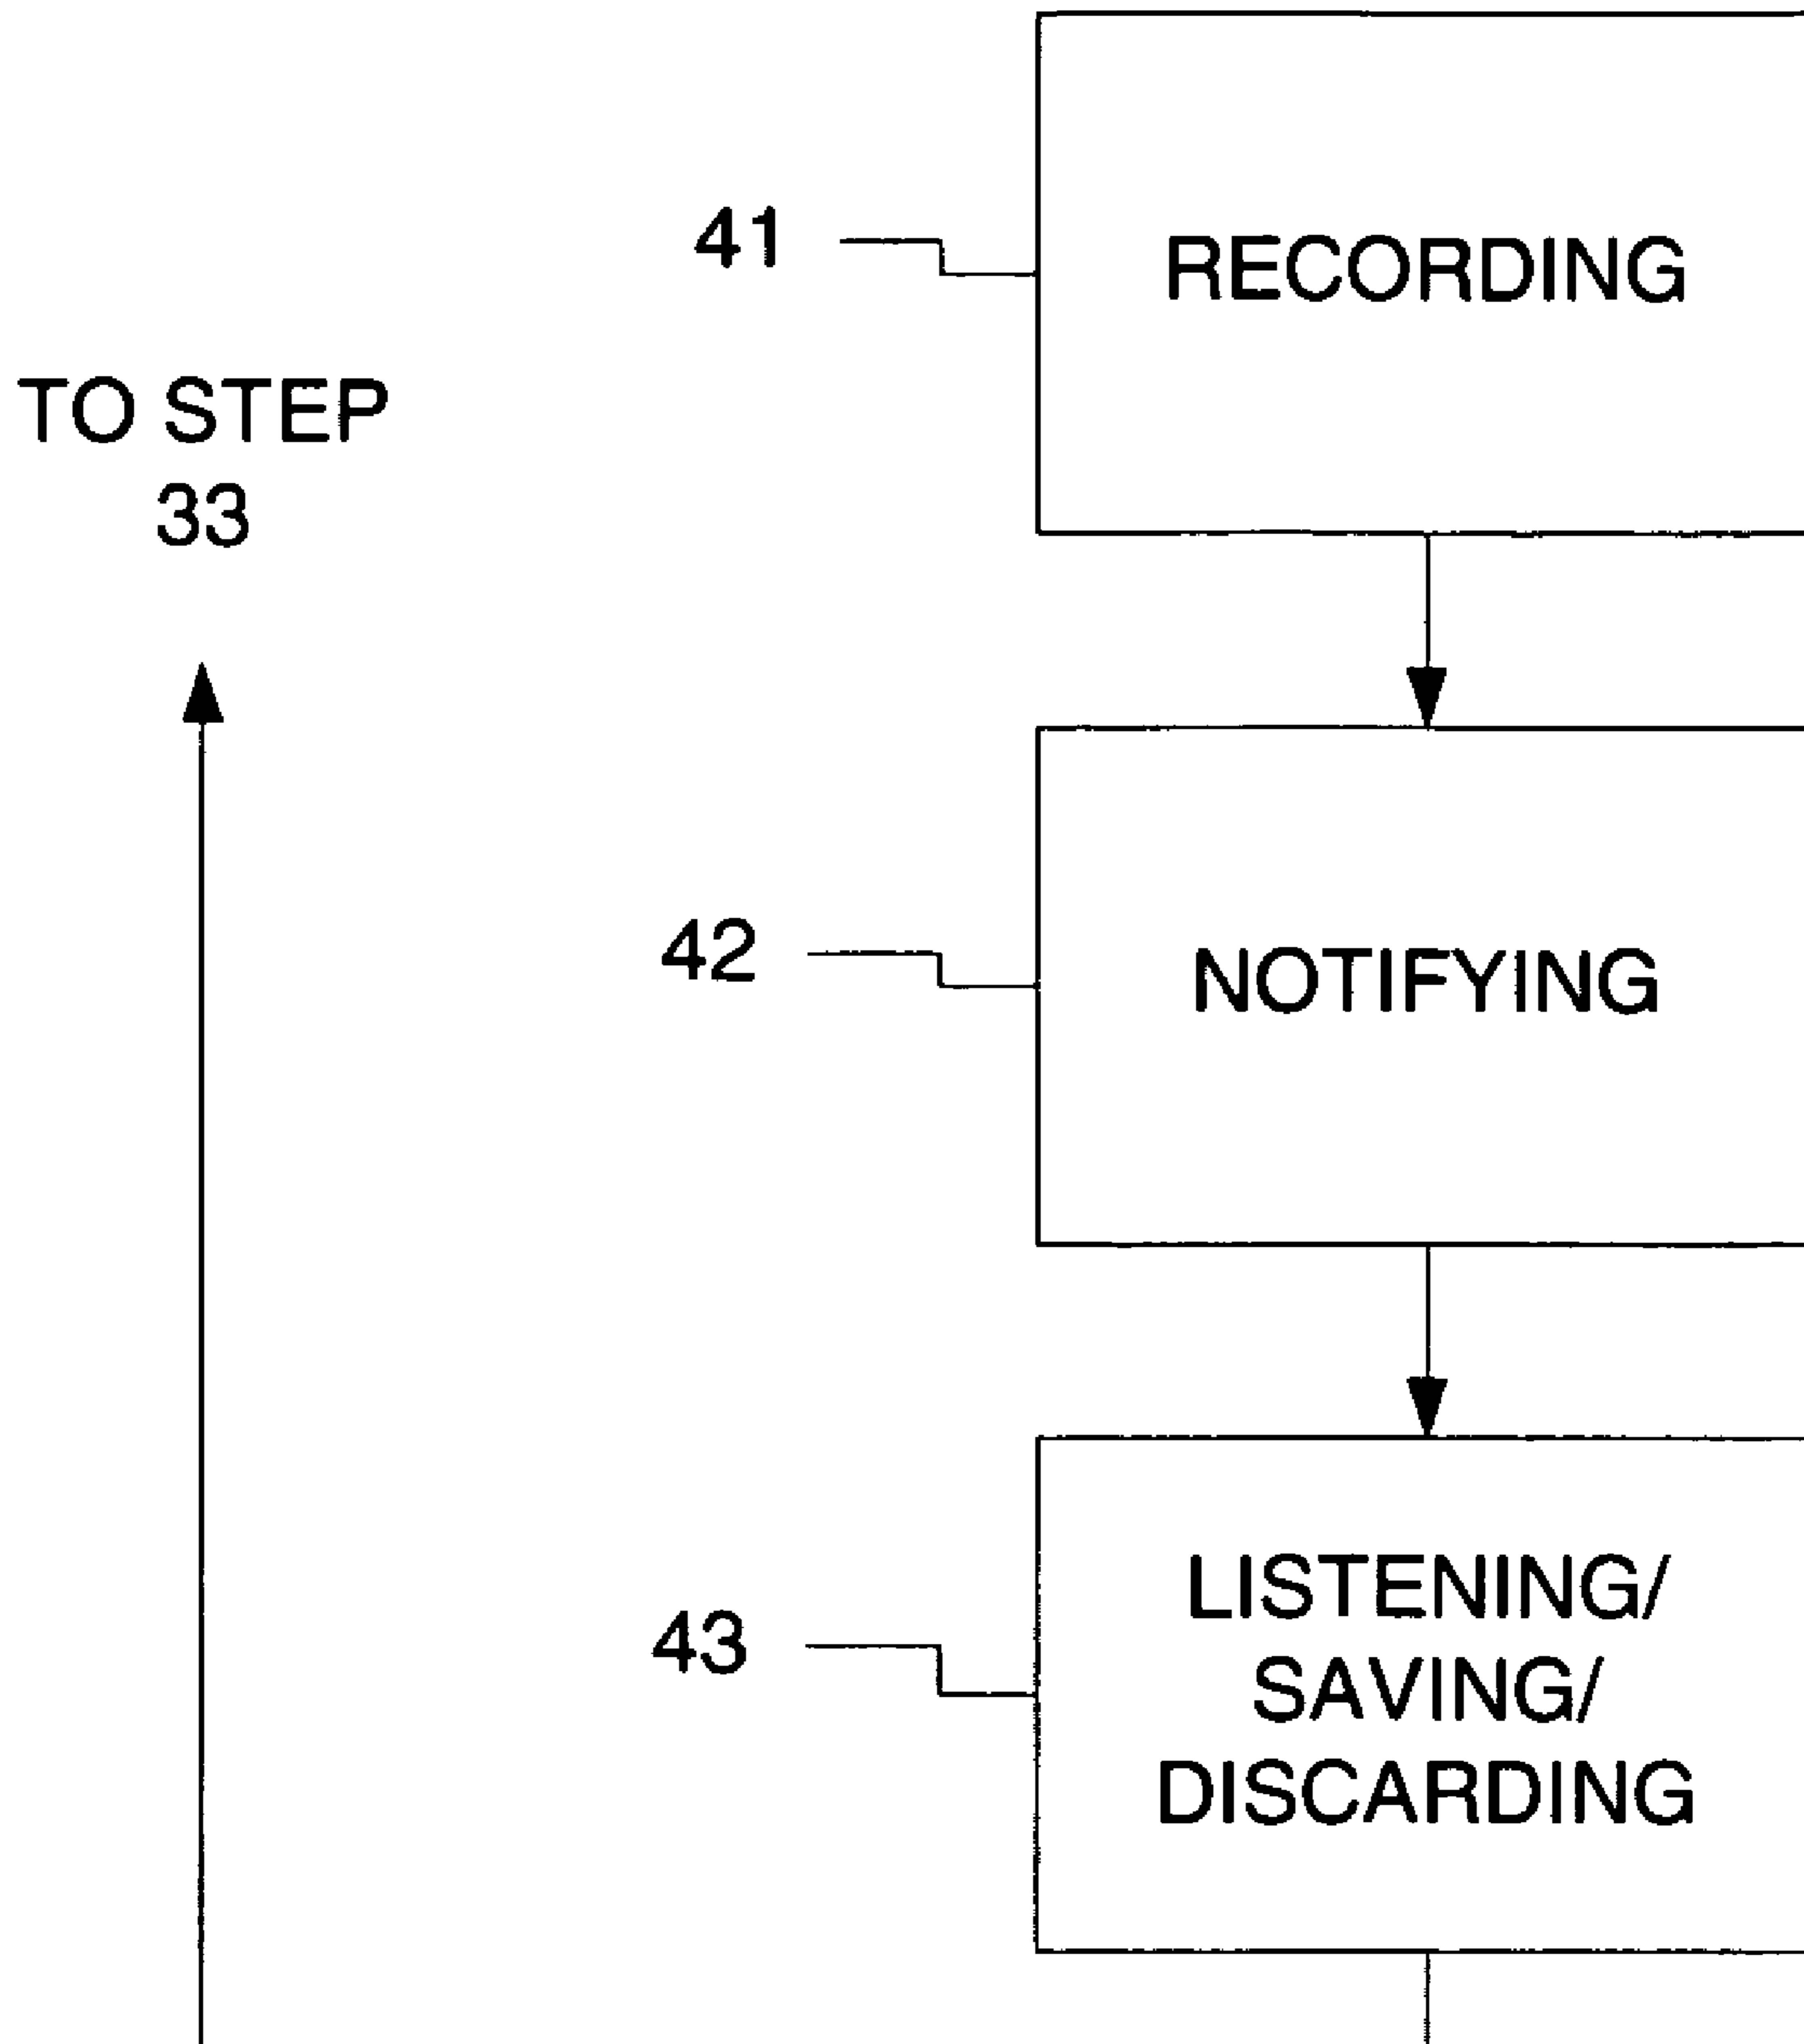 41
RECORDING
TO STEP
33
42
NOTIFYING
43
LISTENING/
SAVING/
DISCARDING